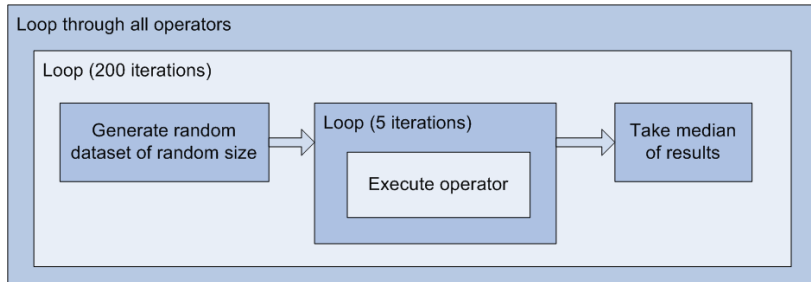 Loop through all operators
Loop (200 iterations)
Generate random
dataset of random size
Loop (5 iterations)
Execute operator
Take median
of results